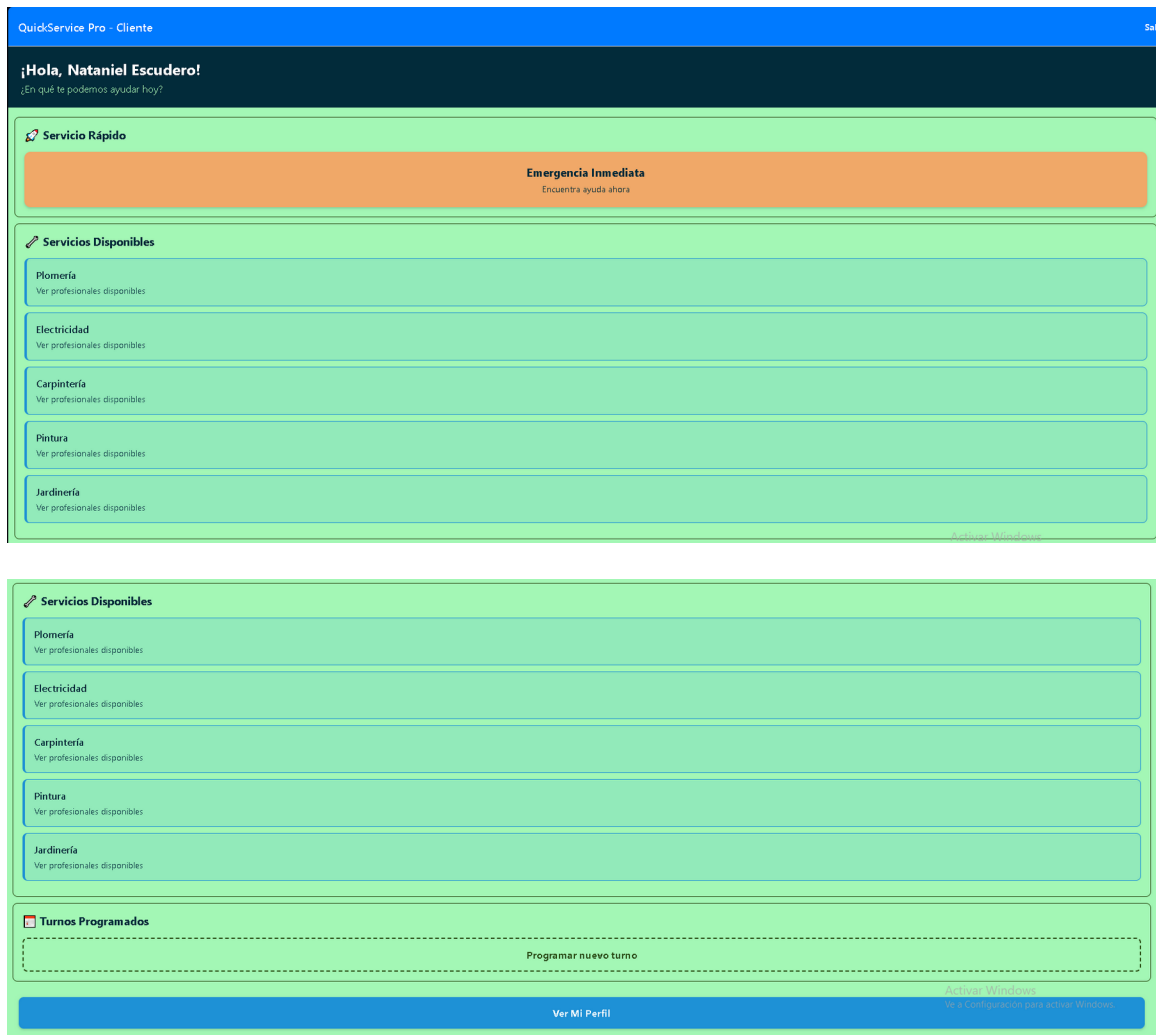 QuickService Pro - Cliente
Sal
¡Hola, Nataniel Escudero!
¿En qué te podemos ayudar hoy?
Servicio Rápido
Emergencia Inmediata
Encuentra ayuda ahora
Servicios Disponibles
Plomería
Ver profesionales disponibles
Electricidad
Ver profesionales disponibles
Carpintería
Ver profesionales disponibles
Pintura
Ver profesionales disponibles
Jardinería
Ver profesionales disponibles
Activar Windows
Servicios Disponibles
Plomería
Ver profesionales disponibles
Electricidad
Ver profesionales disponibles
Carpintería
Ver profesionales disponibles
Pintura
Ver profesionales disponibles
Jardinería
Ver profesionales disponibles
Turnos Programados
Programar nuevo turno
Activar Windows
Ve a Configuración para activar Windows.
Ver Mi Perfil